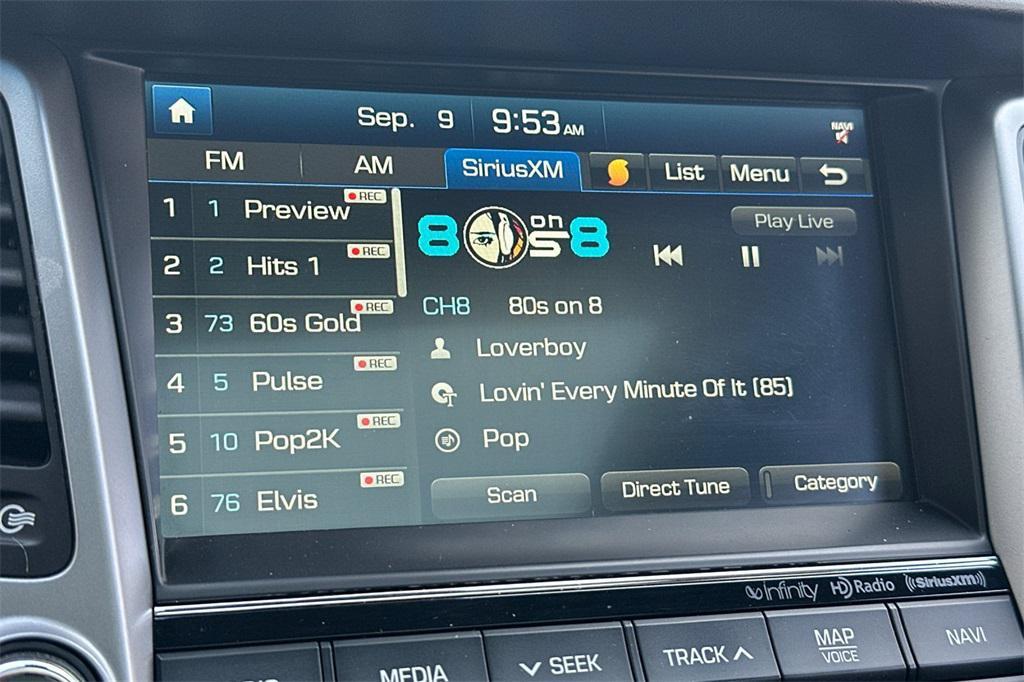 Sep. 9 9:53 AM NAVI
FM AM SiriusXM List Menu
1 1 Preview REC
2 2 Hits 1 REC
3 73 60s Gold REC
4 5 Pulse REC
5 10 Pop2K REC
6 76 Elvis REC
80s on 8
Play Live
CH8 80s on 8
Loverboy
Lovin' Every Minute Of It (85)
Pop
Scan Direct Tune Category
infinity HD Radio ((SiriusXM))
MEDIA SEEK TRACK MAP NAVI
VOICE